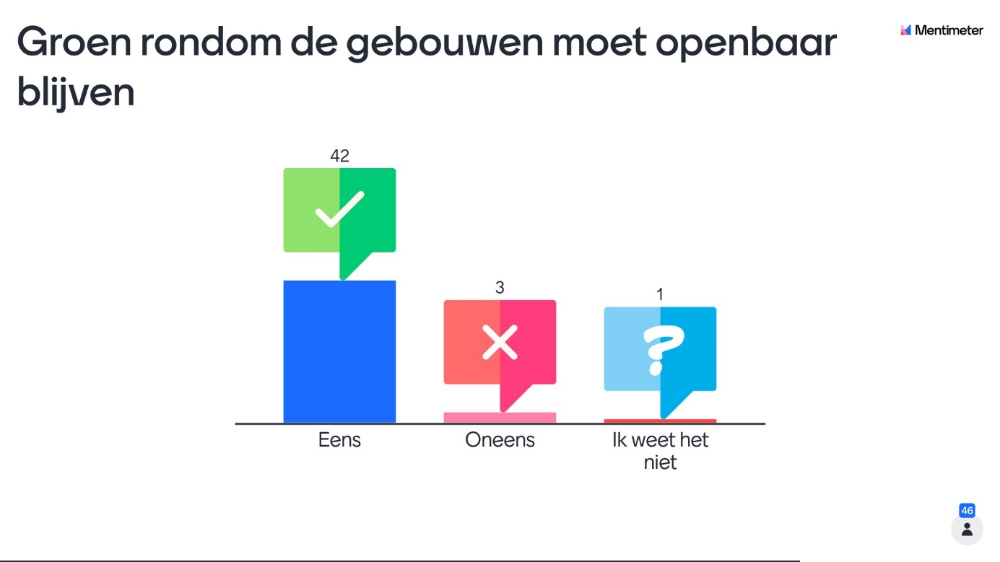 Groen rondom de gebouwen moet openbaar
blijven
Mentimeter
42
3
1
Eens
Oneens
Ik weet het
niet
46